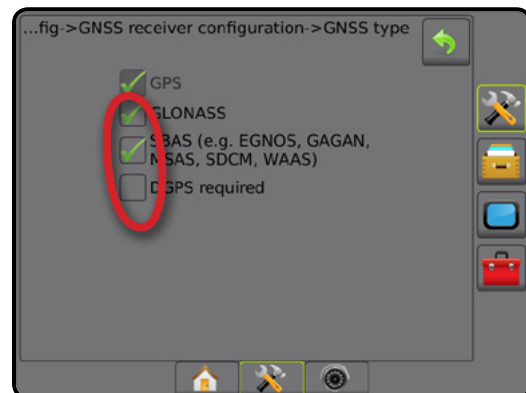 ...fig->GNSS receiver configuration->GNSS type
GPS
GLONASS
SBAS (e.g. EGNOS, GAGAN,
MSAS, SDCM, WAAS)
DGPS required